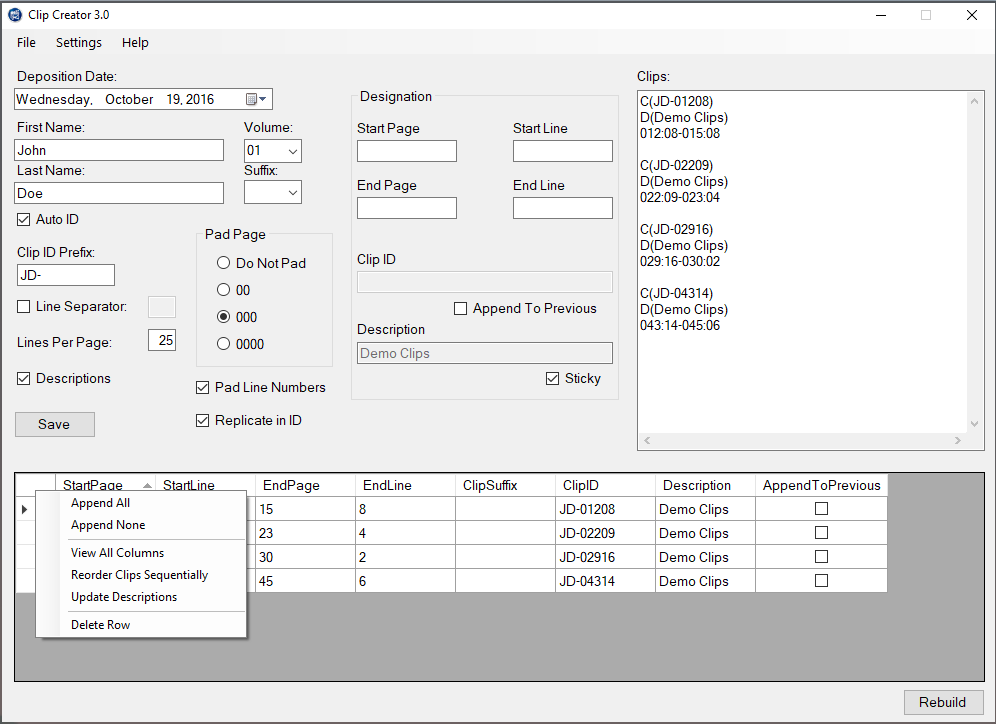 Clip Creator 3.0
File Settings Help
Deposition Date:
Wednesday, October 19, 2016
First Name:
Volume:
John
01
Last Name:
Suffix:
Doe
Auto ID
Clip ID Prefix:
JD-
Line Separator:
Lines Per Page:
25
Descriptions
Save
Pad Page
Do Not Pad
00
000
0000
Pad Line Numbers
Replicate in ID
Designation
Start Page
Start Line
End Page
End Line
Clip ID
Append To Previous
Description
Demo Clips
Sticky
Clips:
C(JD-01208)
D(Demo Clips)
012:08-015:08
C(JD-02209)
D(Demo Clips)
022:09-023:04
C(JD-02916)
D(Demo Clips)
029:16-030:02
C(JD-04314)
D(Demo Clips)
043:14-045:06
StartPage StartLine EndPage EndLine ClipSuffix ClipID Description AppendToPrevious
15 8 JD-01208 Demo Clips
23 4 JD-02209 Demo Clips
30 2 JD-02916 Demo Clips
45 6 JD-04314 Demo Clips
Append All
Append None
View All Columns
Reorder Clips Sequentially
Update Descriptions
Delete Row
Rebuild